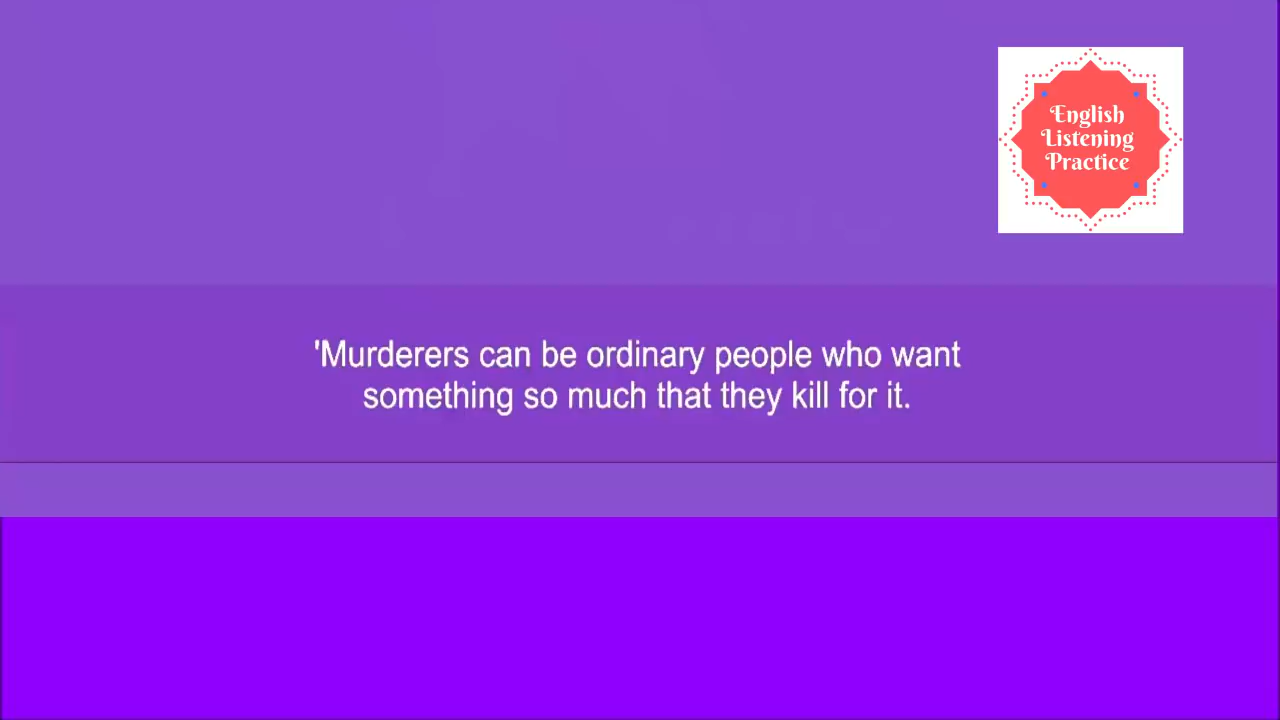 English
Listening
Practice
'Murderers can be ordinary people who want
something so much that they kill for it.